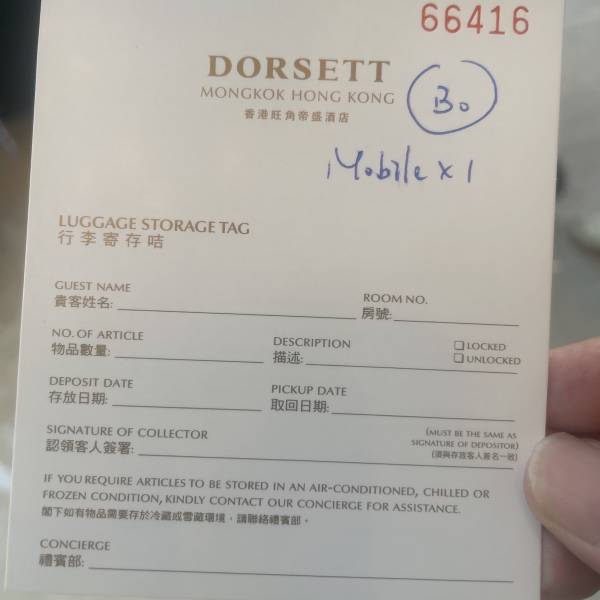 66416
DORSETT
MONGKOK HONG KONG
香港旺角帝盛酒店
Bo
Mobile x 1
LUGGAGE STORAGE TAG
行李寄存咭
GUEST NAME
貴客姓名:
ROOM NO.
房號:
NO. OF ARTICLE
物品數量:
DESCRIPTION
描述:
LOCKED
UNLOCKED
DEPOSIT DATE
存放日期:
PICKUP DATE
取回日期:
SIGNATURE OF COLLECTOR
認領客人簽署:
(MUST BE THE SAME AS
SIGNATURE OF DEPOSITOR)
(須與存放客人簽名一致)
IF YOU REQUIRE ARTICLES TO BE STORED IN AN AIR-CONDITIONED, CHILLED OR
FROZEN CONDITION, KINDLY CONTACT OUR CONCIERGE FOR ASSISTANCE.
閣下如有物品需要存於冷藏或雪藏環境，請聯絡禮賓部。
CONCIERGE
禮賓部: